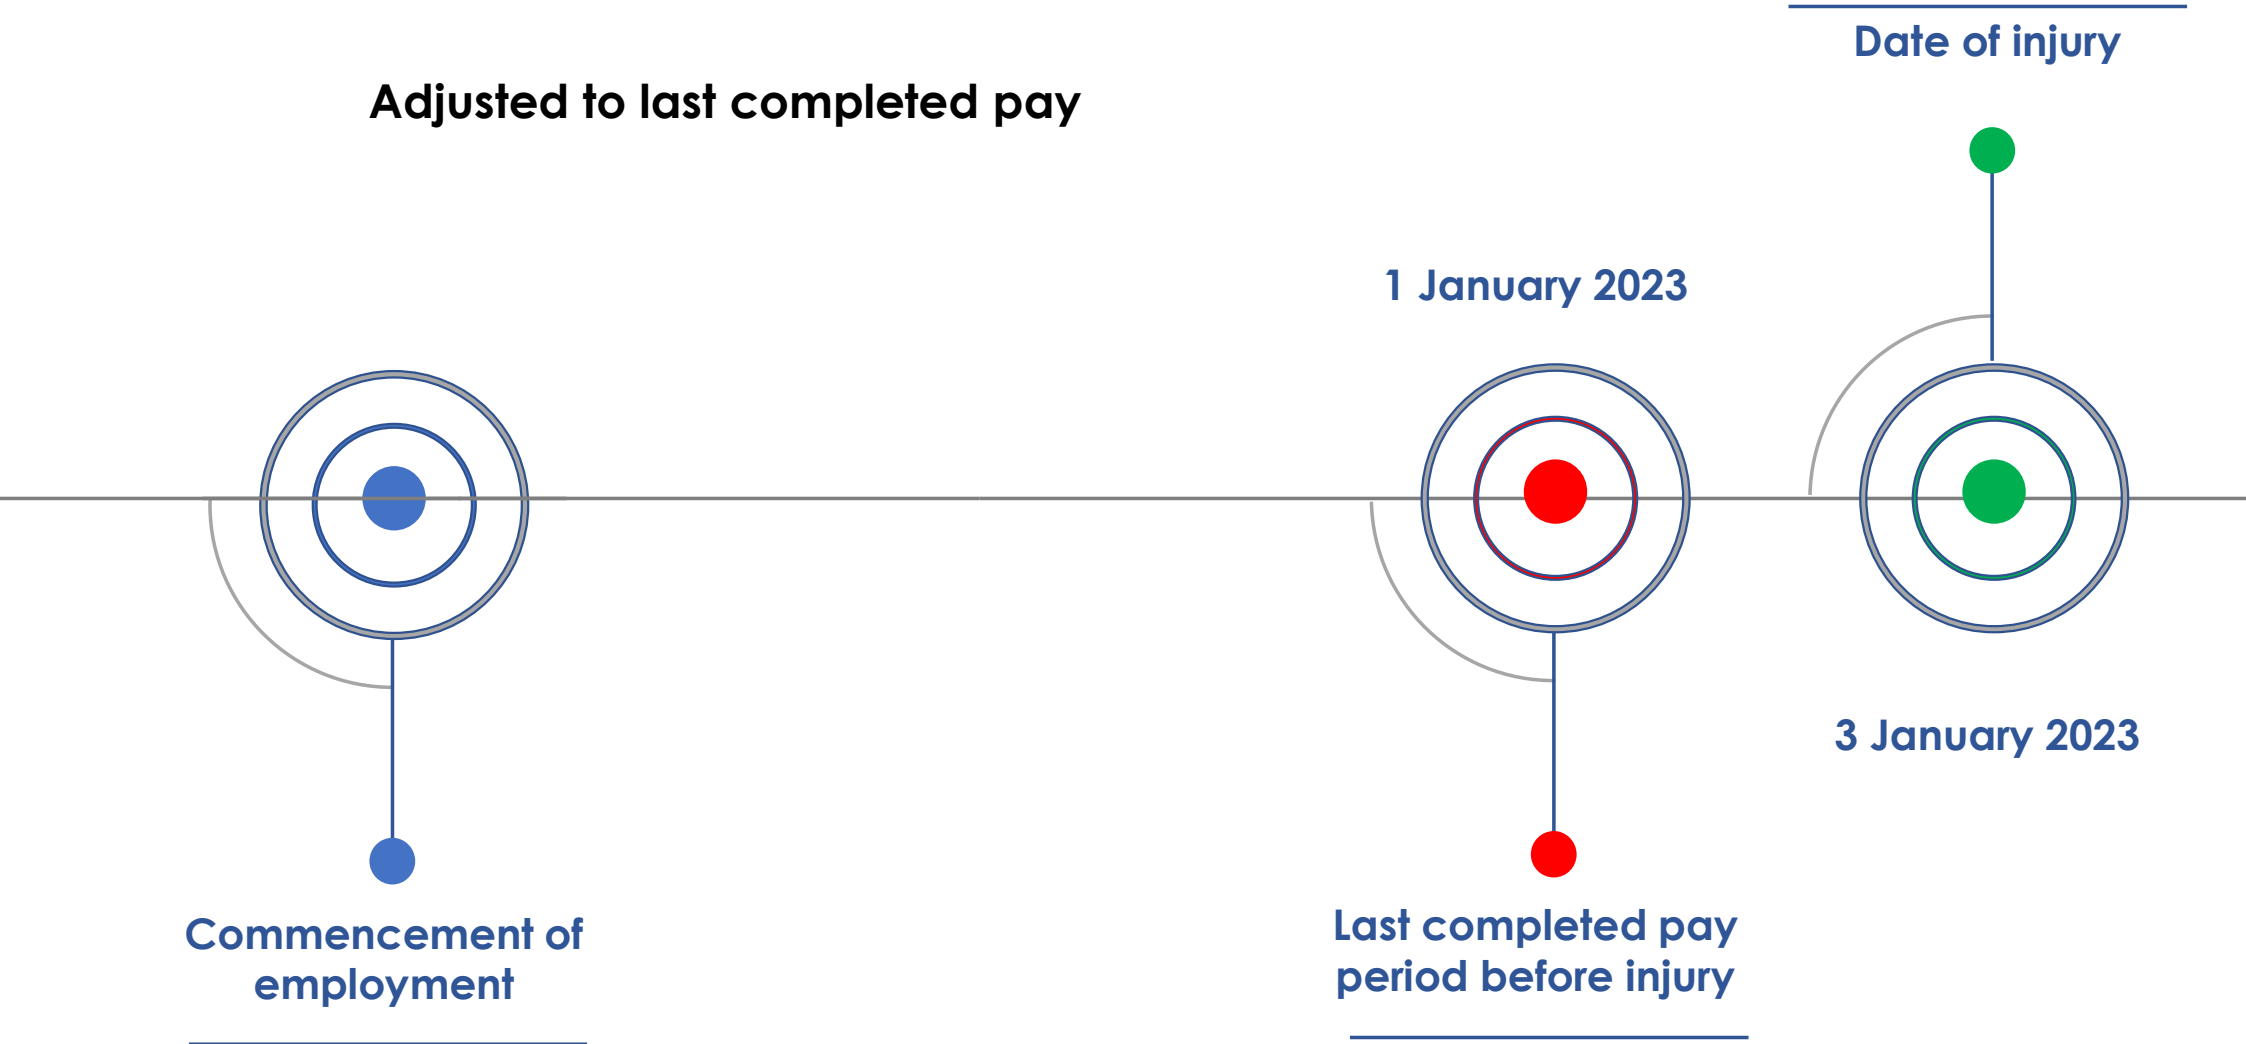 Date of injury
Adjusted to last completed pay
1 January 2023
3 January 2023
Commencement of
employment
Last completed pay
period before injury